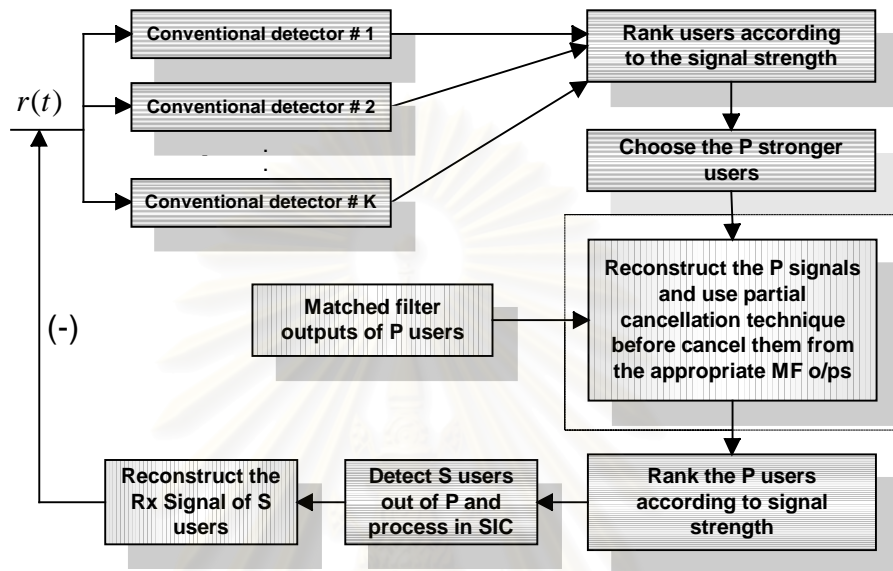 Conventional detector # 1
Rank users according
to the signal strength
r(t)
Conventional detector # 2
Choose the P stronger
users
Conventional detector # K
Reconstruct the P signals
and use partial
cancellation technique
before cancel them from
the appropriate MF o/ps
Matched filter
outputs of P users
(-)
Rank the P users
according to signal
strength
Detect S users
out of P and
process in SIC
Reconstruct the
Rx Signal of S
users